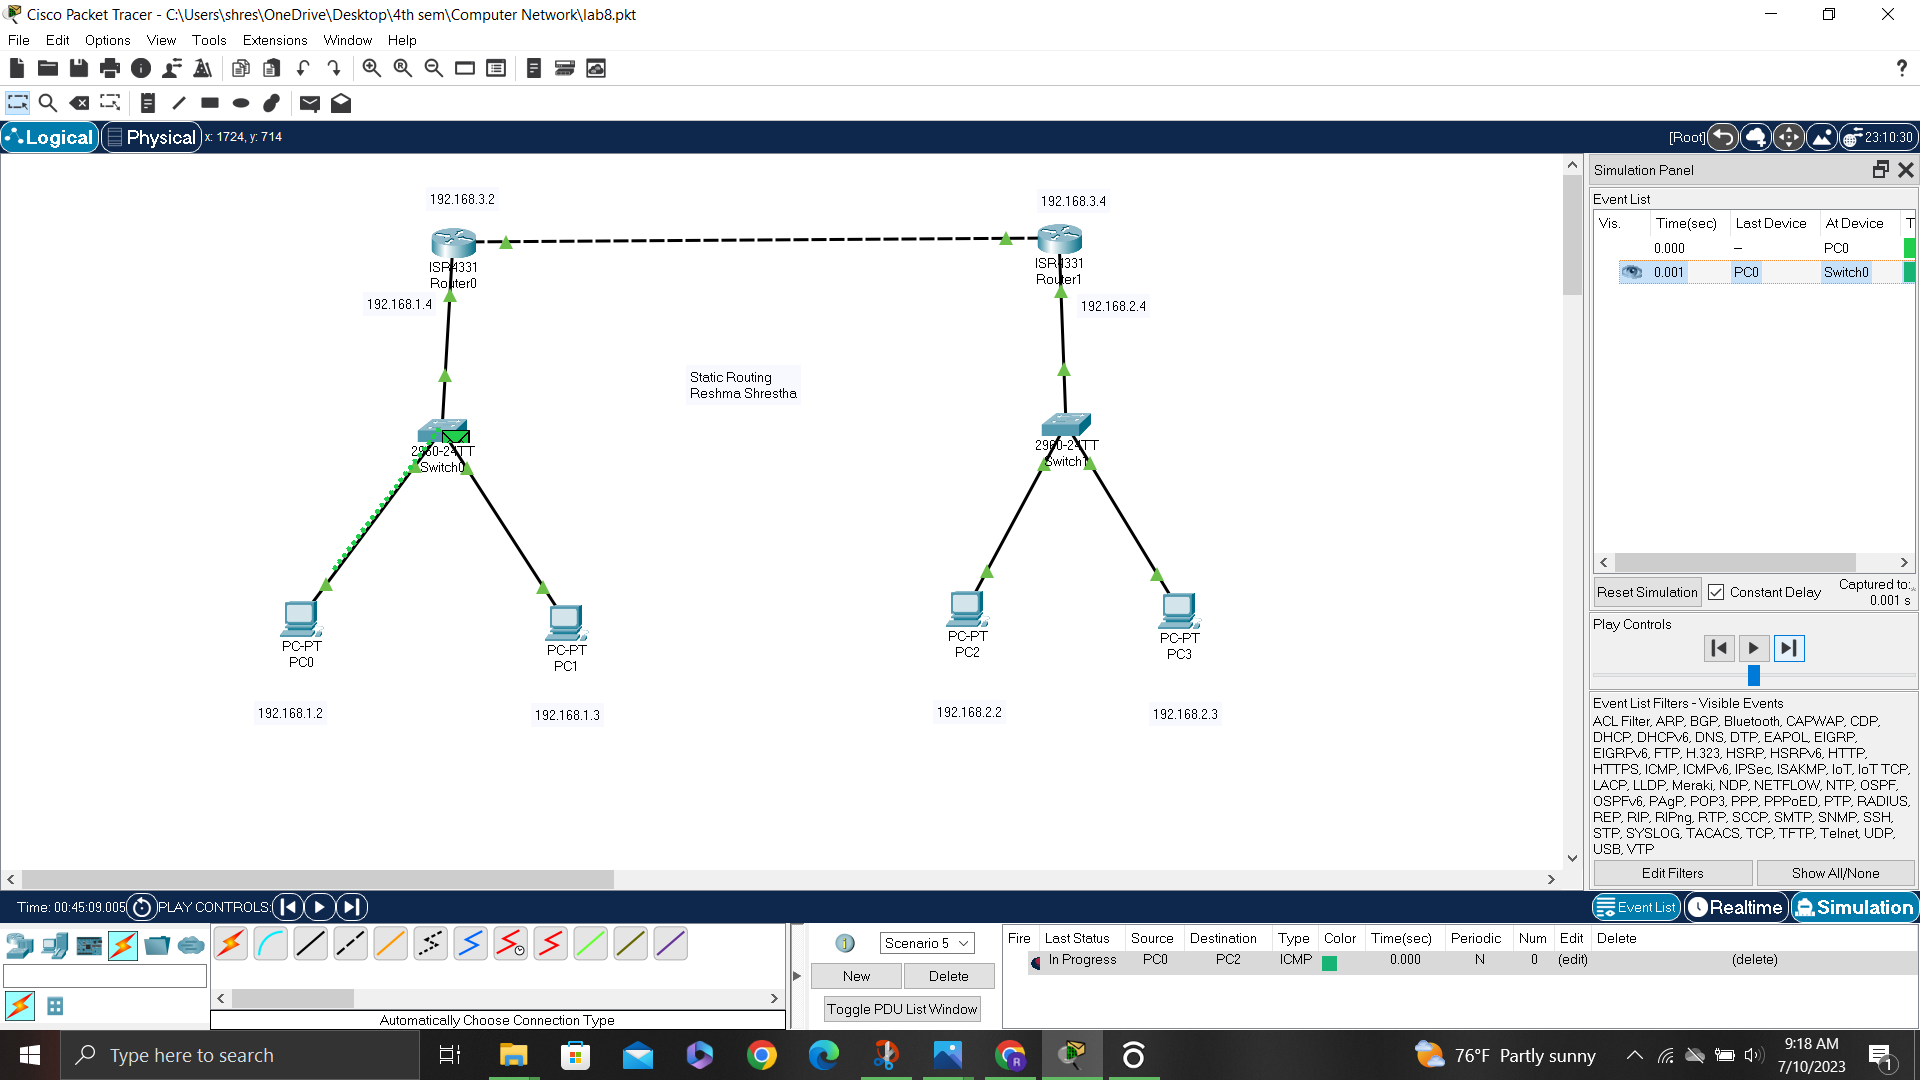 Cisco Packet Tracer - C:\Users\shres\OneDrive\Desktop\4th sem\Computer Network\lab8.pkt
File Edit Options View Tools Extensions Window Help
?
Logical Physical x: 1724, y: 714 [Root] 23:10:30
Simulation Panel
Event List
Vis. Time(sec) Last Device At Device T
0.000 -- PC0
0.001 PC0 Switch0
192.168.3.2
192.168.3.4
ISR4331
Router0
ISR4331
Router1
192.168.1.4
192.168.2.4
Static Routing
Reshma Shrestha
2960-24TT
Switch0
2960-24TT
Switch1
PC-PT
PC0
PC-PT
PC1
PC-PT
PC2
PC-PT
PC3
192.168.1.2
192.168.1.3
192.168.2.2
192.168.2.3
Reset Simulation Constant Delay Captured to:
0.001 s
Play Controls
Event List Filters - Visible Events
ACL Filter, ARP, BGP, Bluetooth, CAPWAP, CDP,
DHCP, DHCPv6, DNS, DTP, EAPOL, EIGRP,
EIGRPv6, FTP, H.323, HSRP, HSRPv6, HTTP,
HTTPS, ICMP, ICMPv6, IPSec, ISAKMP, IoT, IoT TCP,
LACP, LLDP, Meraki, NDP, NETFLOW, NTP, OSPF,
OSPFv6, PAgP, POP3, PPP, PPPoED, PTP, RADIUS,
REP, RIP, RIPng, RTP, SCCP, SMTP, SNMP, SSH,
STP, SYSLOG, TACACS, TCP, TFTP, Telnet, UDP,
USB, VTP
Edit Filters Show All/None
Time: 00:45:09.005 PLAY CONTROLS: Event List Realtime Simulation
1 Scenario 5
New Delete
Toggle PDU List Window
Automatically Choose Connection Type
Fire Last Status Source Destination Type Color Time(sec) Periodic Num Edit Delete
In Progress PC0 PC2 ICMP 0.000 N 0 (edit) (delete)
Type here to search
R
76°F Partly sunny
9:18 AM
7/10/2023
1